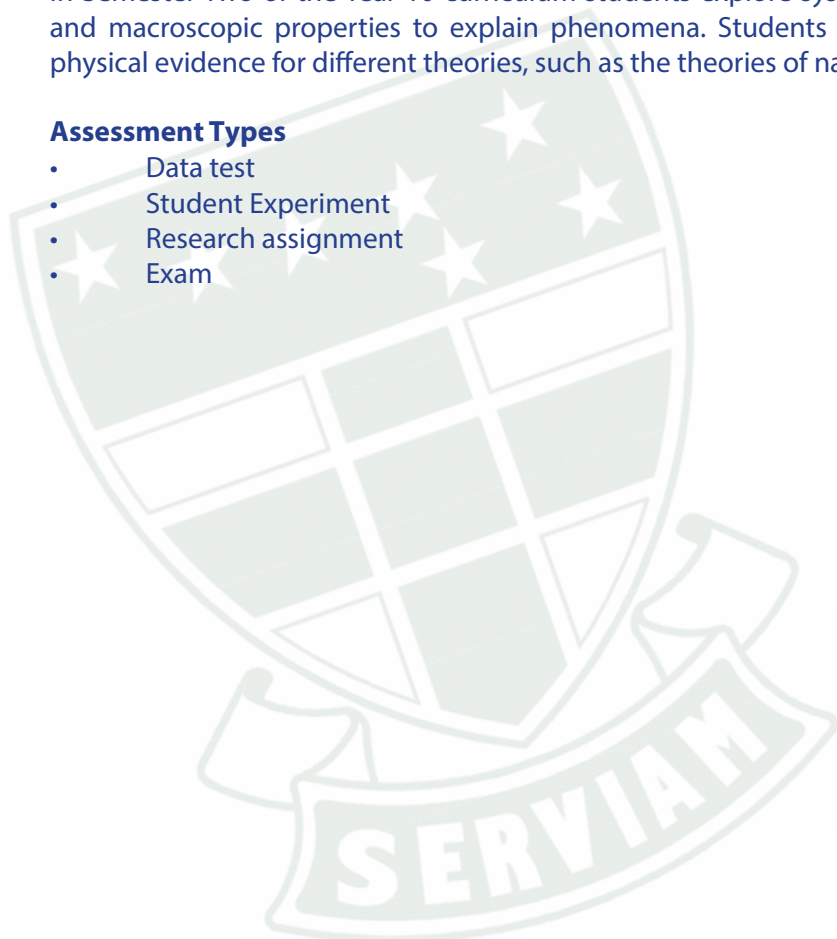 and macroscopic properties to explain phenomena. Students
physical evidence for different theories, such as the theories of na
Assessment Types
• Data test
• Student Experiment
• Research assignment
• Exam
SERVIAM